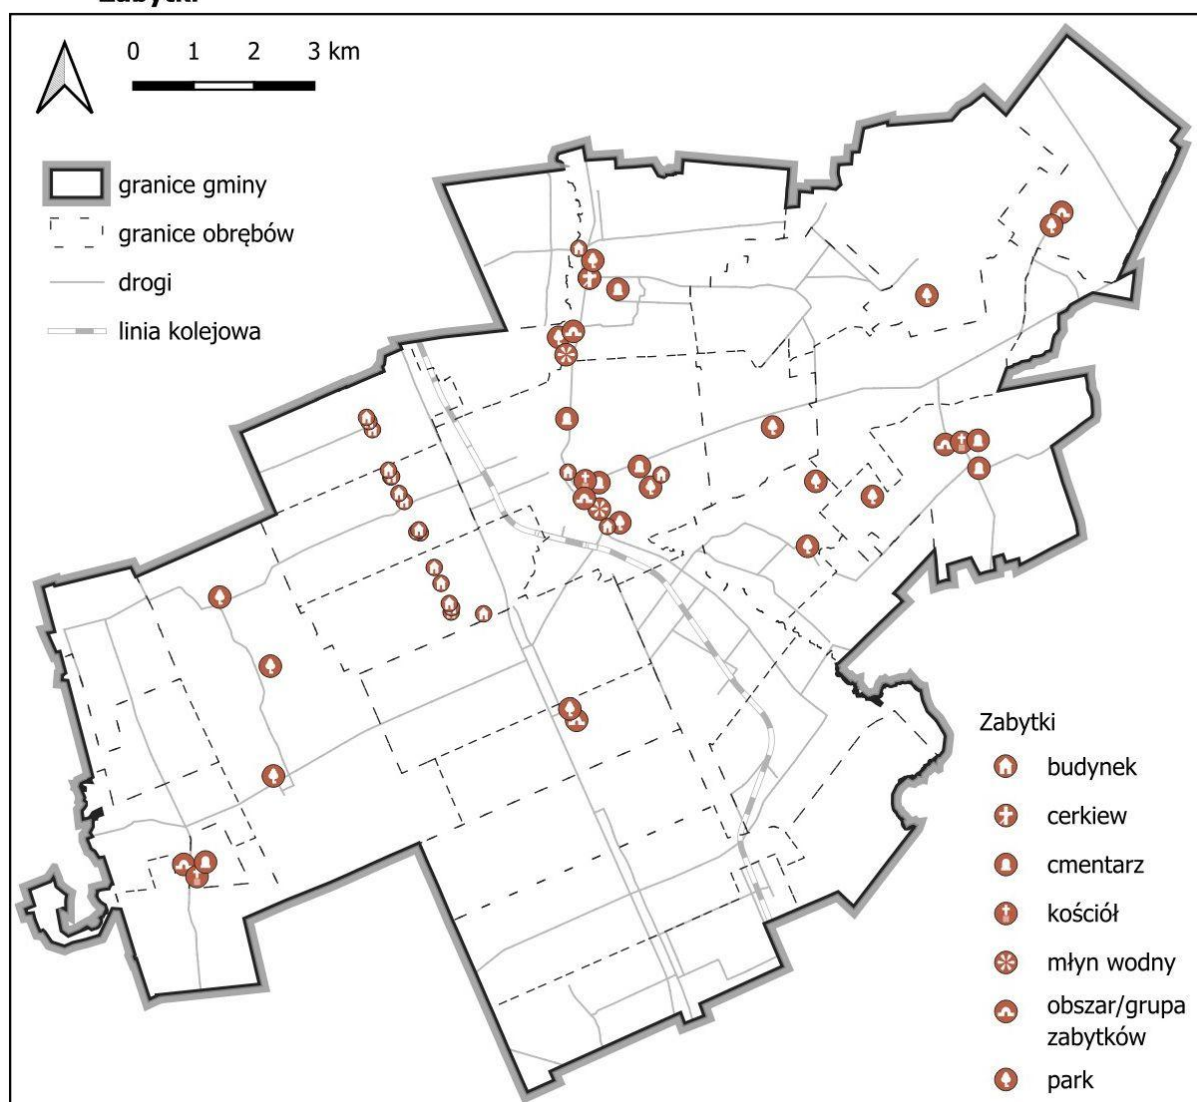 Zabytki
0 1 2 3 km
granice gminy
granice obrębów
drogi
linia kolejowa
Zabytki
budynek
cerkiew
cmentarz
kościół
młyn wodny
obszar/grupa
zabytków
park